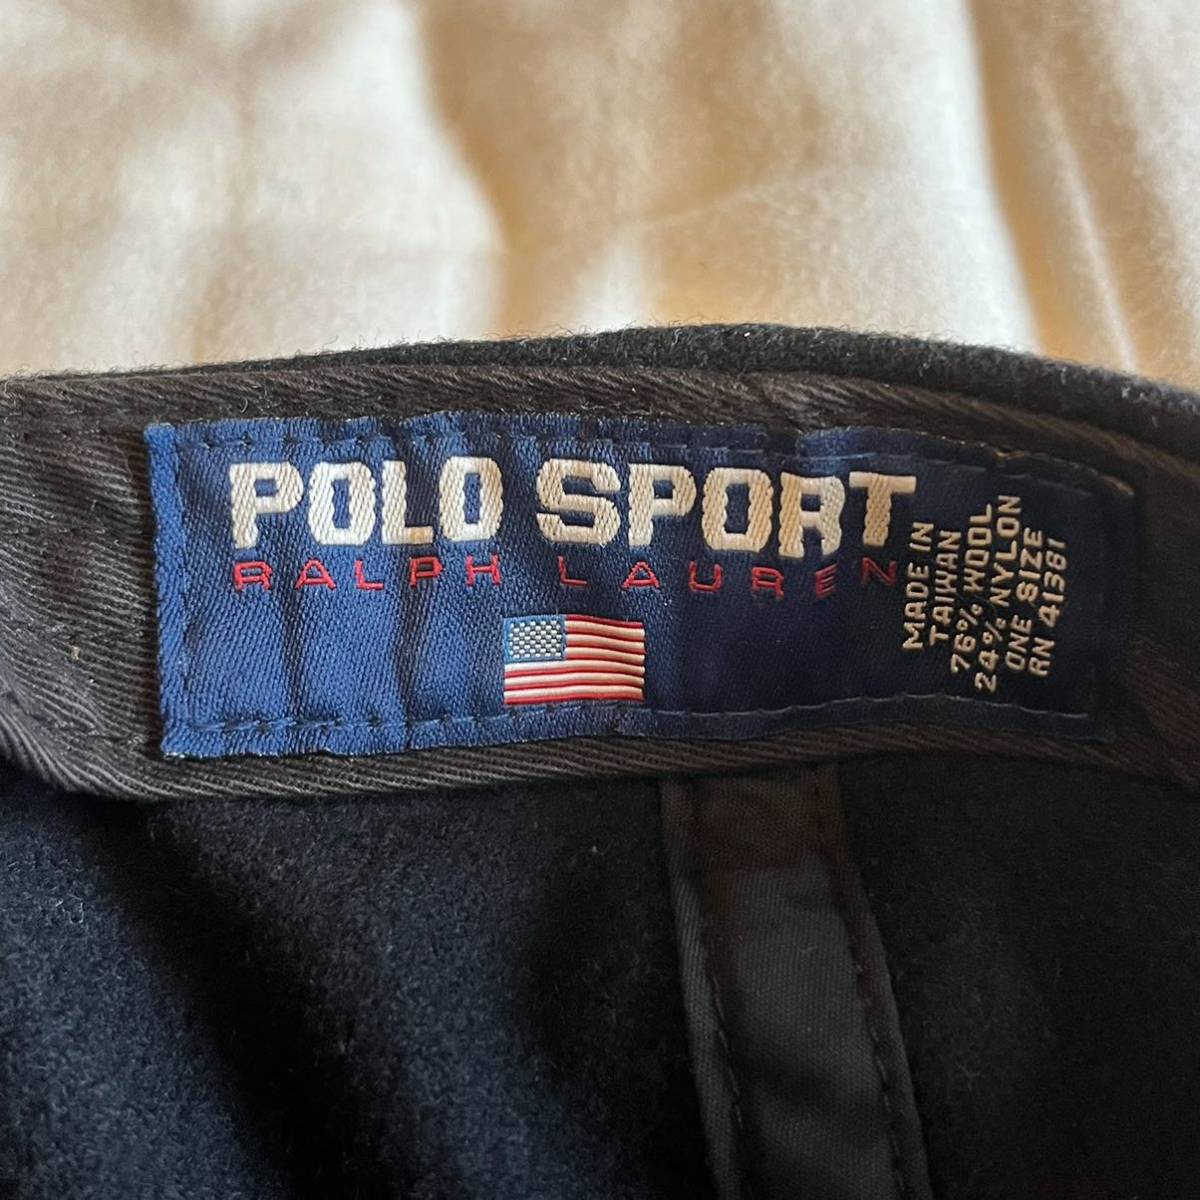 POLO SPORT
RALPH LAUREN
MADE IN
TAIWAN
76% WOOL
24% NYLON
ONE SIZE
RN 41381